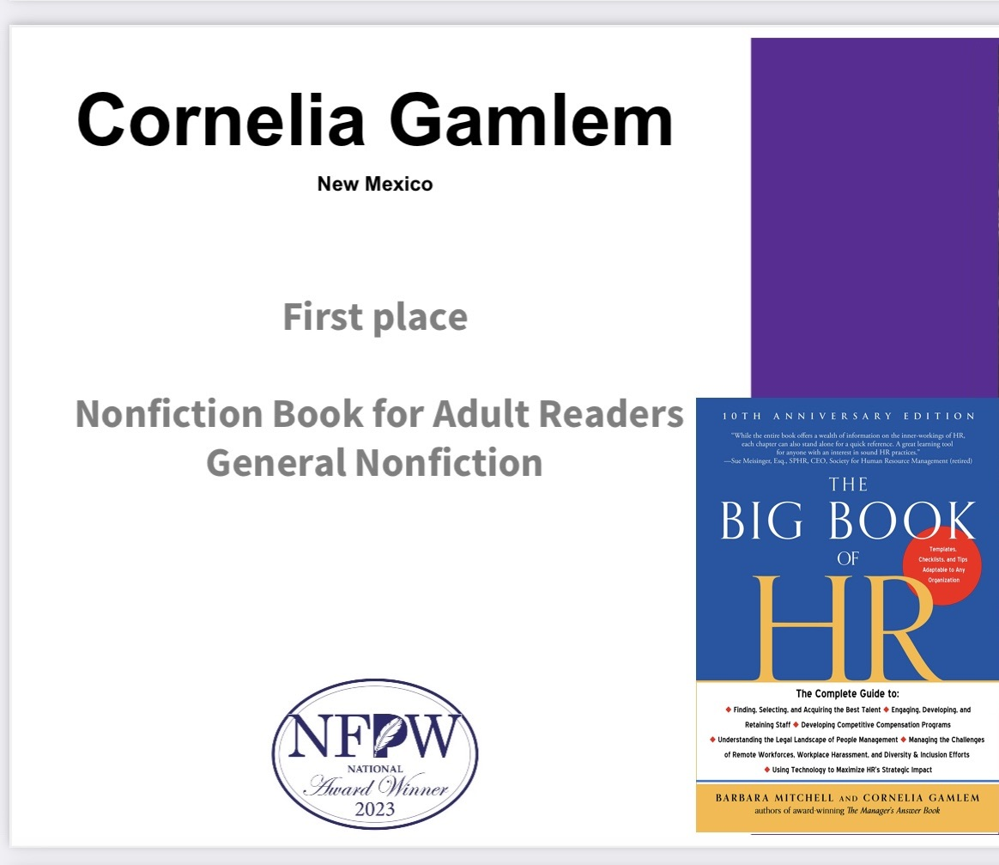 Cornelia Gamlem
New Mexico
First place
Nonfiction Book for Adult Readers
General Nonfiction
NFPW
NATIONAL
Award Winner
2023
10TH ANNIVERSARY EDITION
"While the entire book offers a wealth of information on the inner-workings of HR,
each chapter can also stand alone for a quick reference. A great learning tool
for anyone with an interest in sound HR practices."
—Sue Meisinger, Esq., SPHR, CEO, Society for Human Resource Management (retired)
THE
BIG BOOK
OF
HR
Templates,
Checklists, and Tips
Adaptable to Any
Organization
The Complete Guide to:
◆ Finding, Selecting, and Acquiring the Best Talent ◆ Engaging, Developing, and
Retaining Staff ◆ Developing Competitive Compensation Programs
◆ Understanding the Legal Landscape of People Management ◆ Managing the Challenges
of Remote Workforces, Workplace Harassment, and Diversity & Inclusion Efforts
◆ Using Technology to Maximize HR's Strategic Impact
BARBARA MITCHELL AND CORNELIA GAMLEM
authors of award-winning The Manager's Answer Book